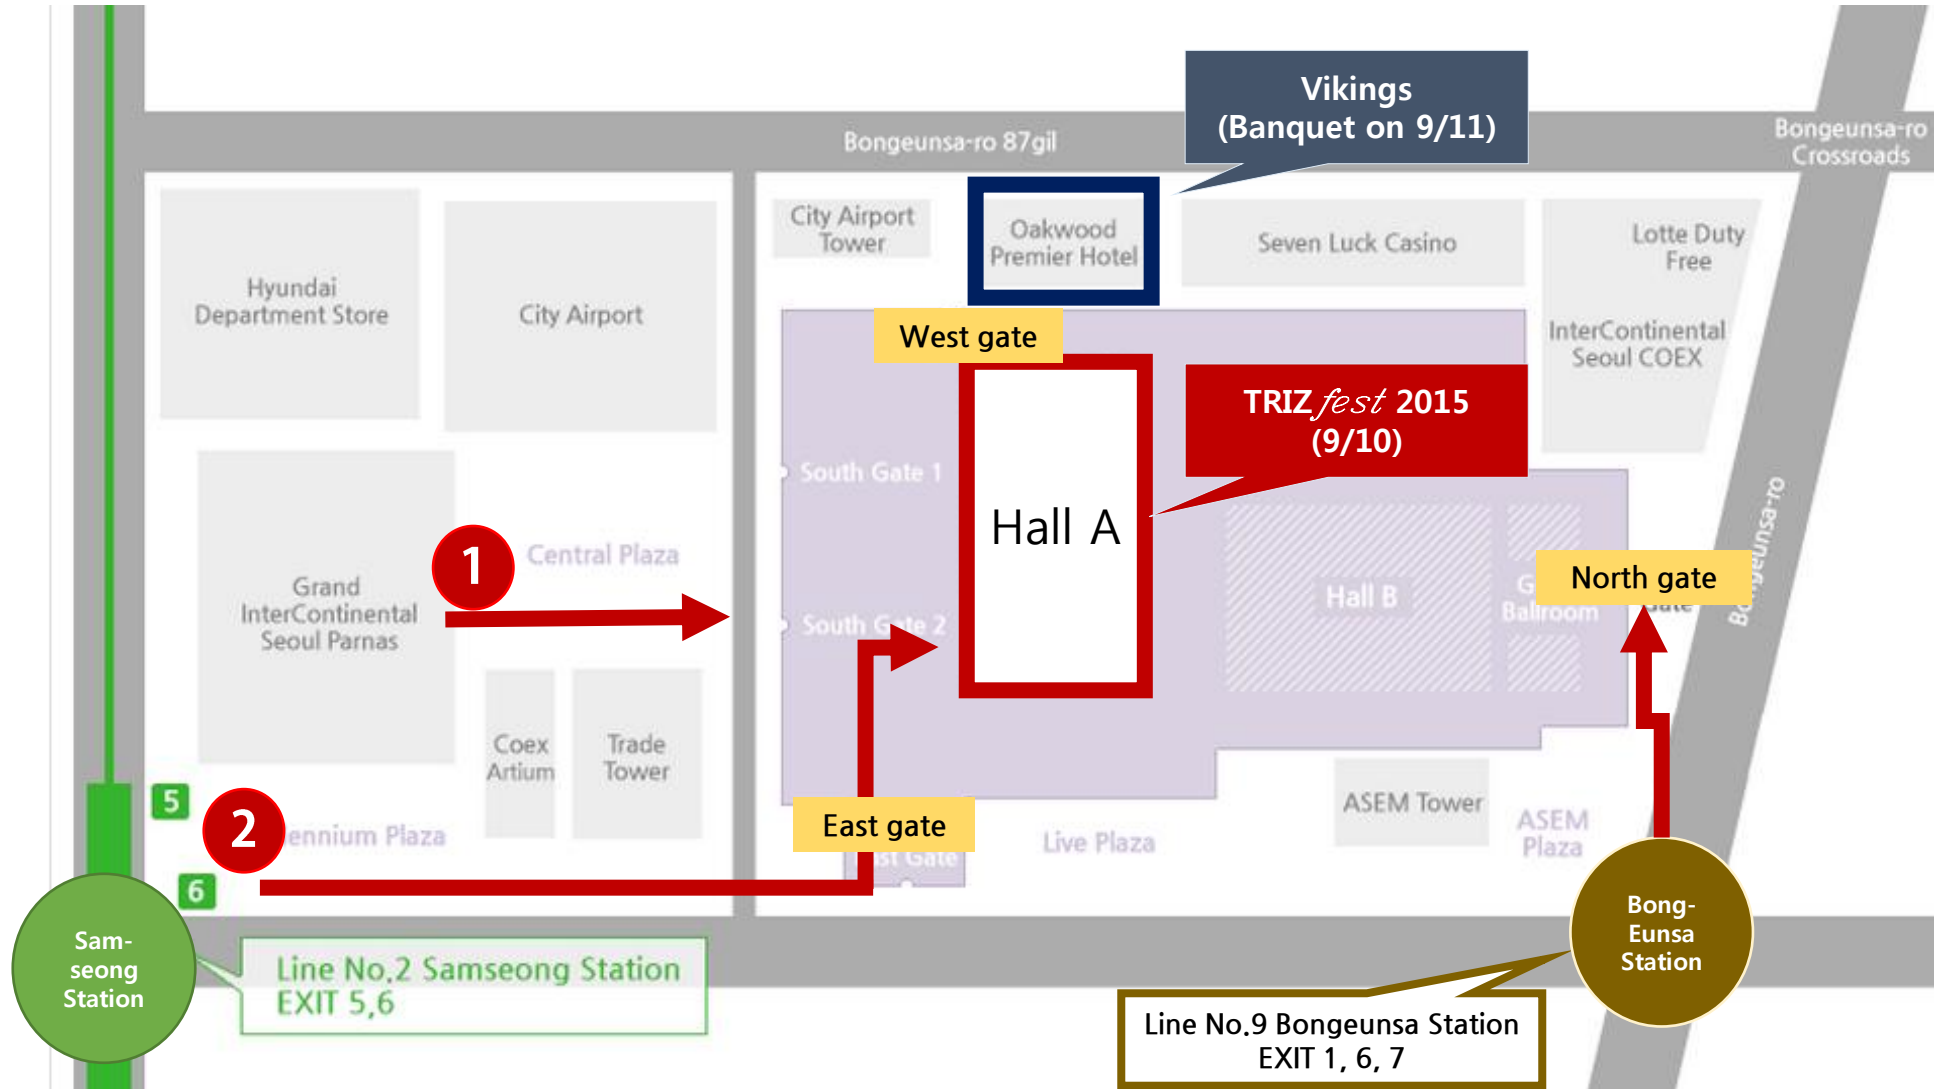 Vikings
(Banquet on 9/11)
Bongeunsa-ro 87gil
Bongeunsa-ro
Crossroads
City Airport
Tower
Oakwood
Premier Hotel
Seven Luck Casino
Lotte Duty
Free
Hyundai
Department Store
City Airport
West gate
InterContinental
Seoul COEX
TRIZ fest 2015
(9/10)
South Gate 1
Hall A
Bongeunsa-ro
1
Central Plaza
North gate
Grand
InterContinental
Seoul Parnas
South Gate 2
Hall B
Ballroom
Gate
Coex
Artium
Trade
Tower
5
2
ennium Plaza
East gate
East Gate
Live Plaza
ASEM Tower
ASEM
Plaza
6
Sam-
seong
Station
Line No.2 Samseong Station
EXIT 5,6
Bong-
Eunsa
Station
Line No.9 Bongeunsa Station
EXIT 1, 6, 7